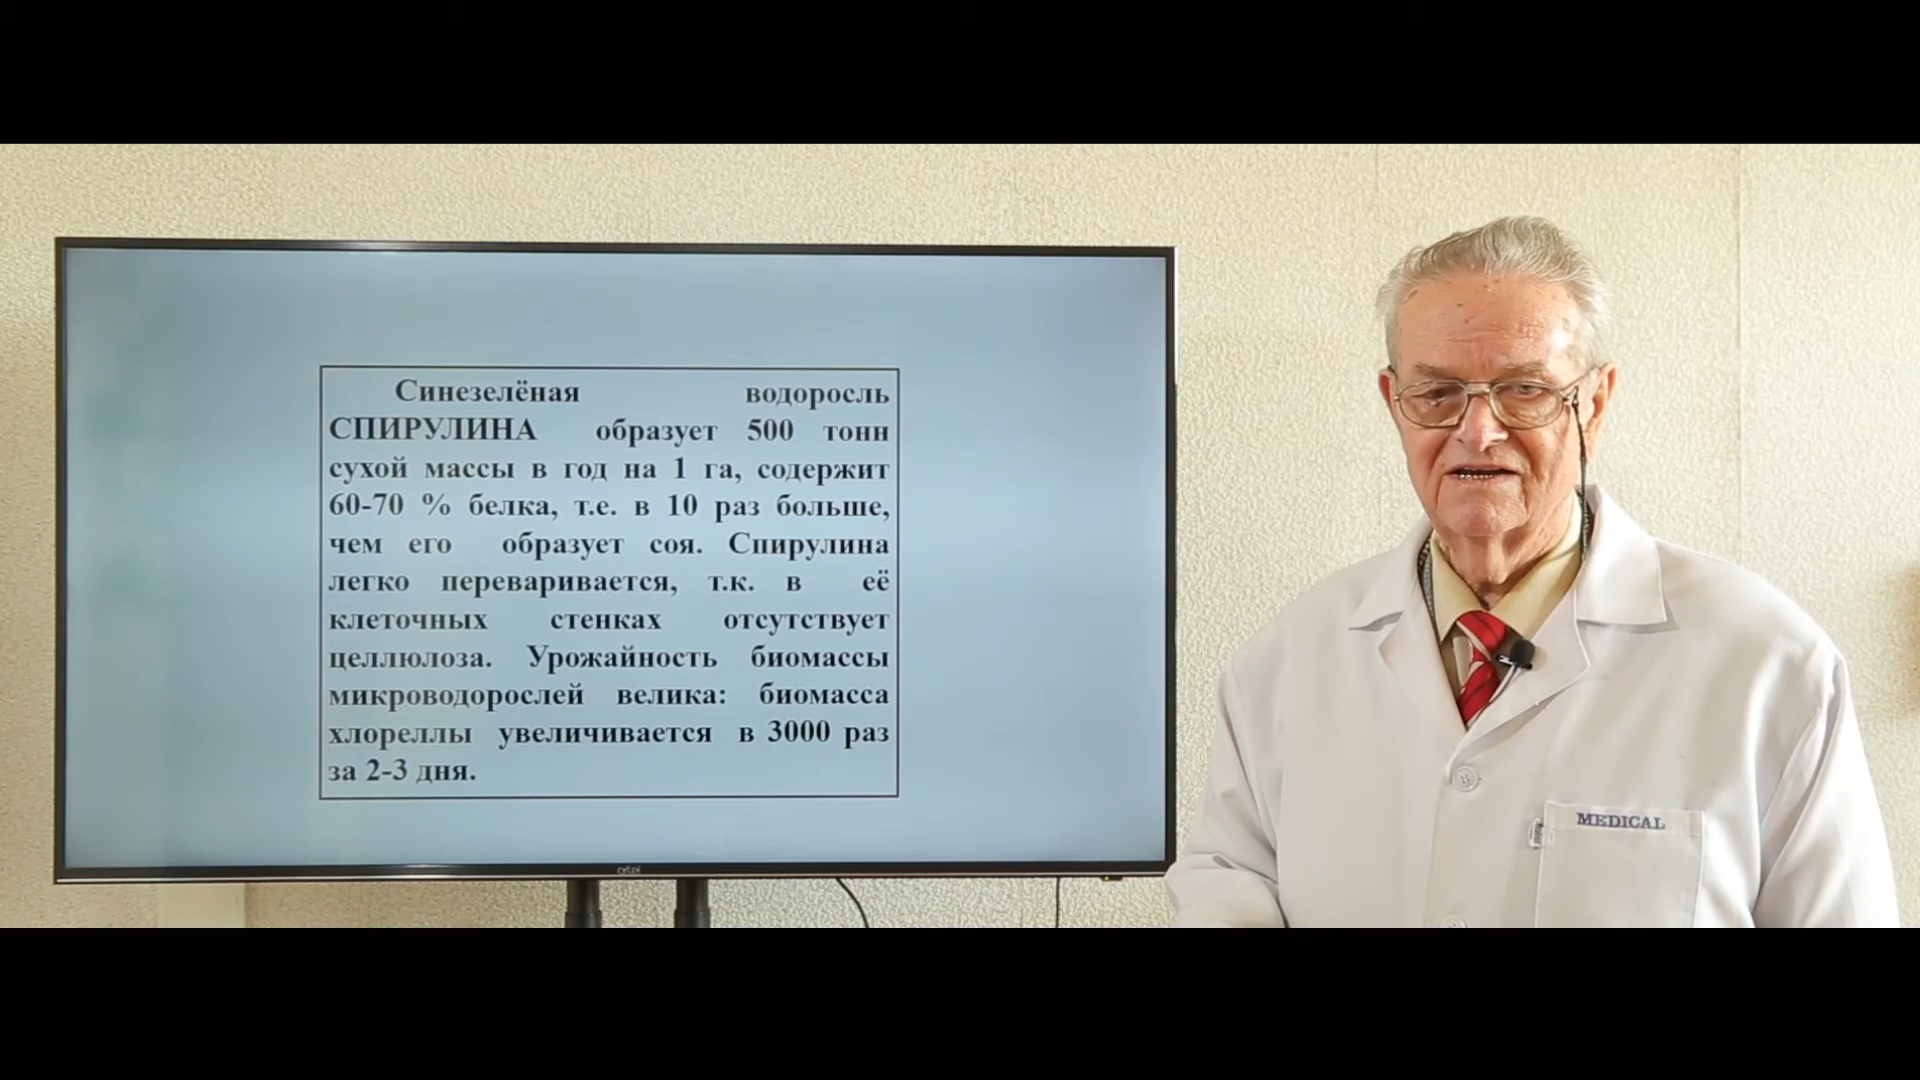 Синезелёная водоросль
СПИРУЛИНА образует 500 тонн
сухой массы в год на 1 га, содержит
60-70 % белка, т.е. в 10 раз больше,
чем его образует соя. Спирулина
легко переваривается, т.к. в её
клеточных стенках отсутствует
целлюлоза. Урожайность биомассы
микроводорослей велика: биомасса
хлореллы увеличивается в 3000 раз
за 2-3 дня.
MEDICAL